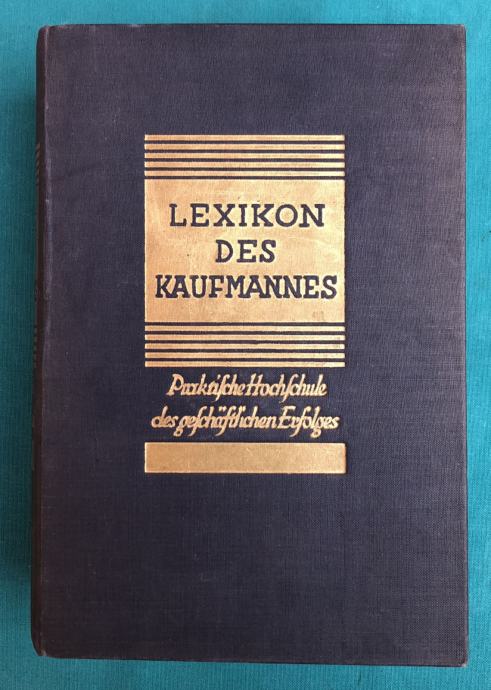 LEXIKON
DES
KAUFMANNES
Praktiſche Hochſchule
des geſchäftlichen Erfolges